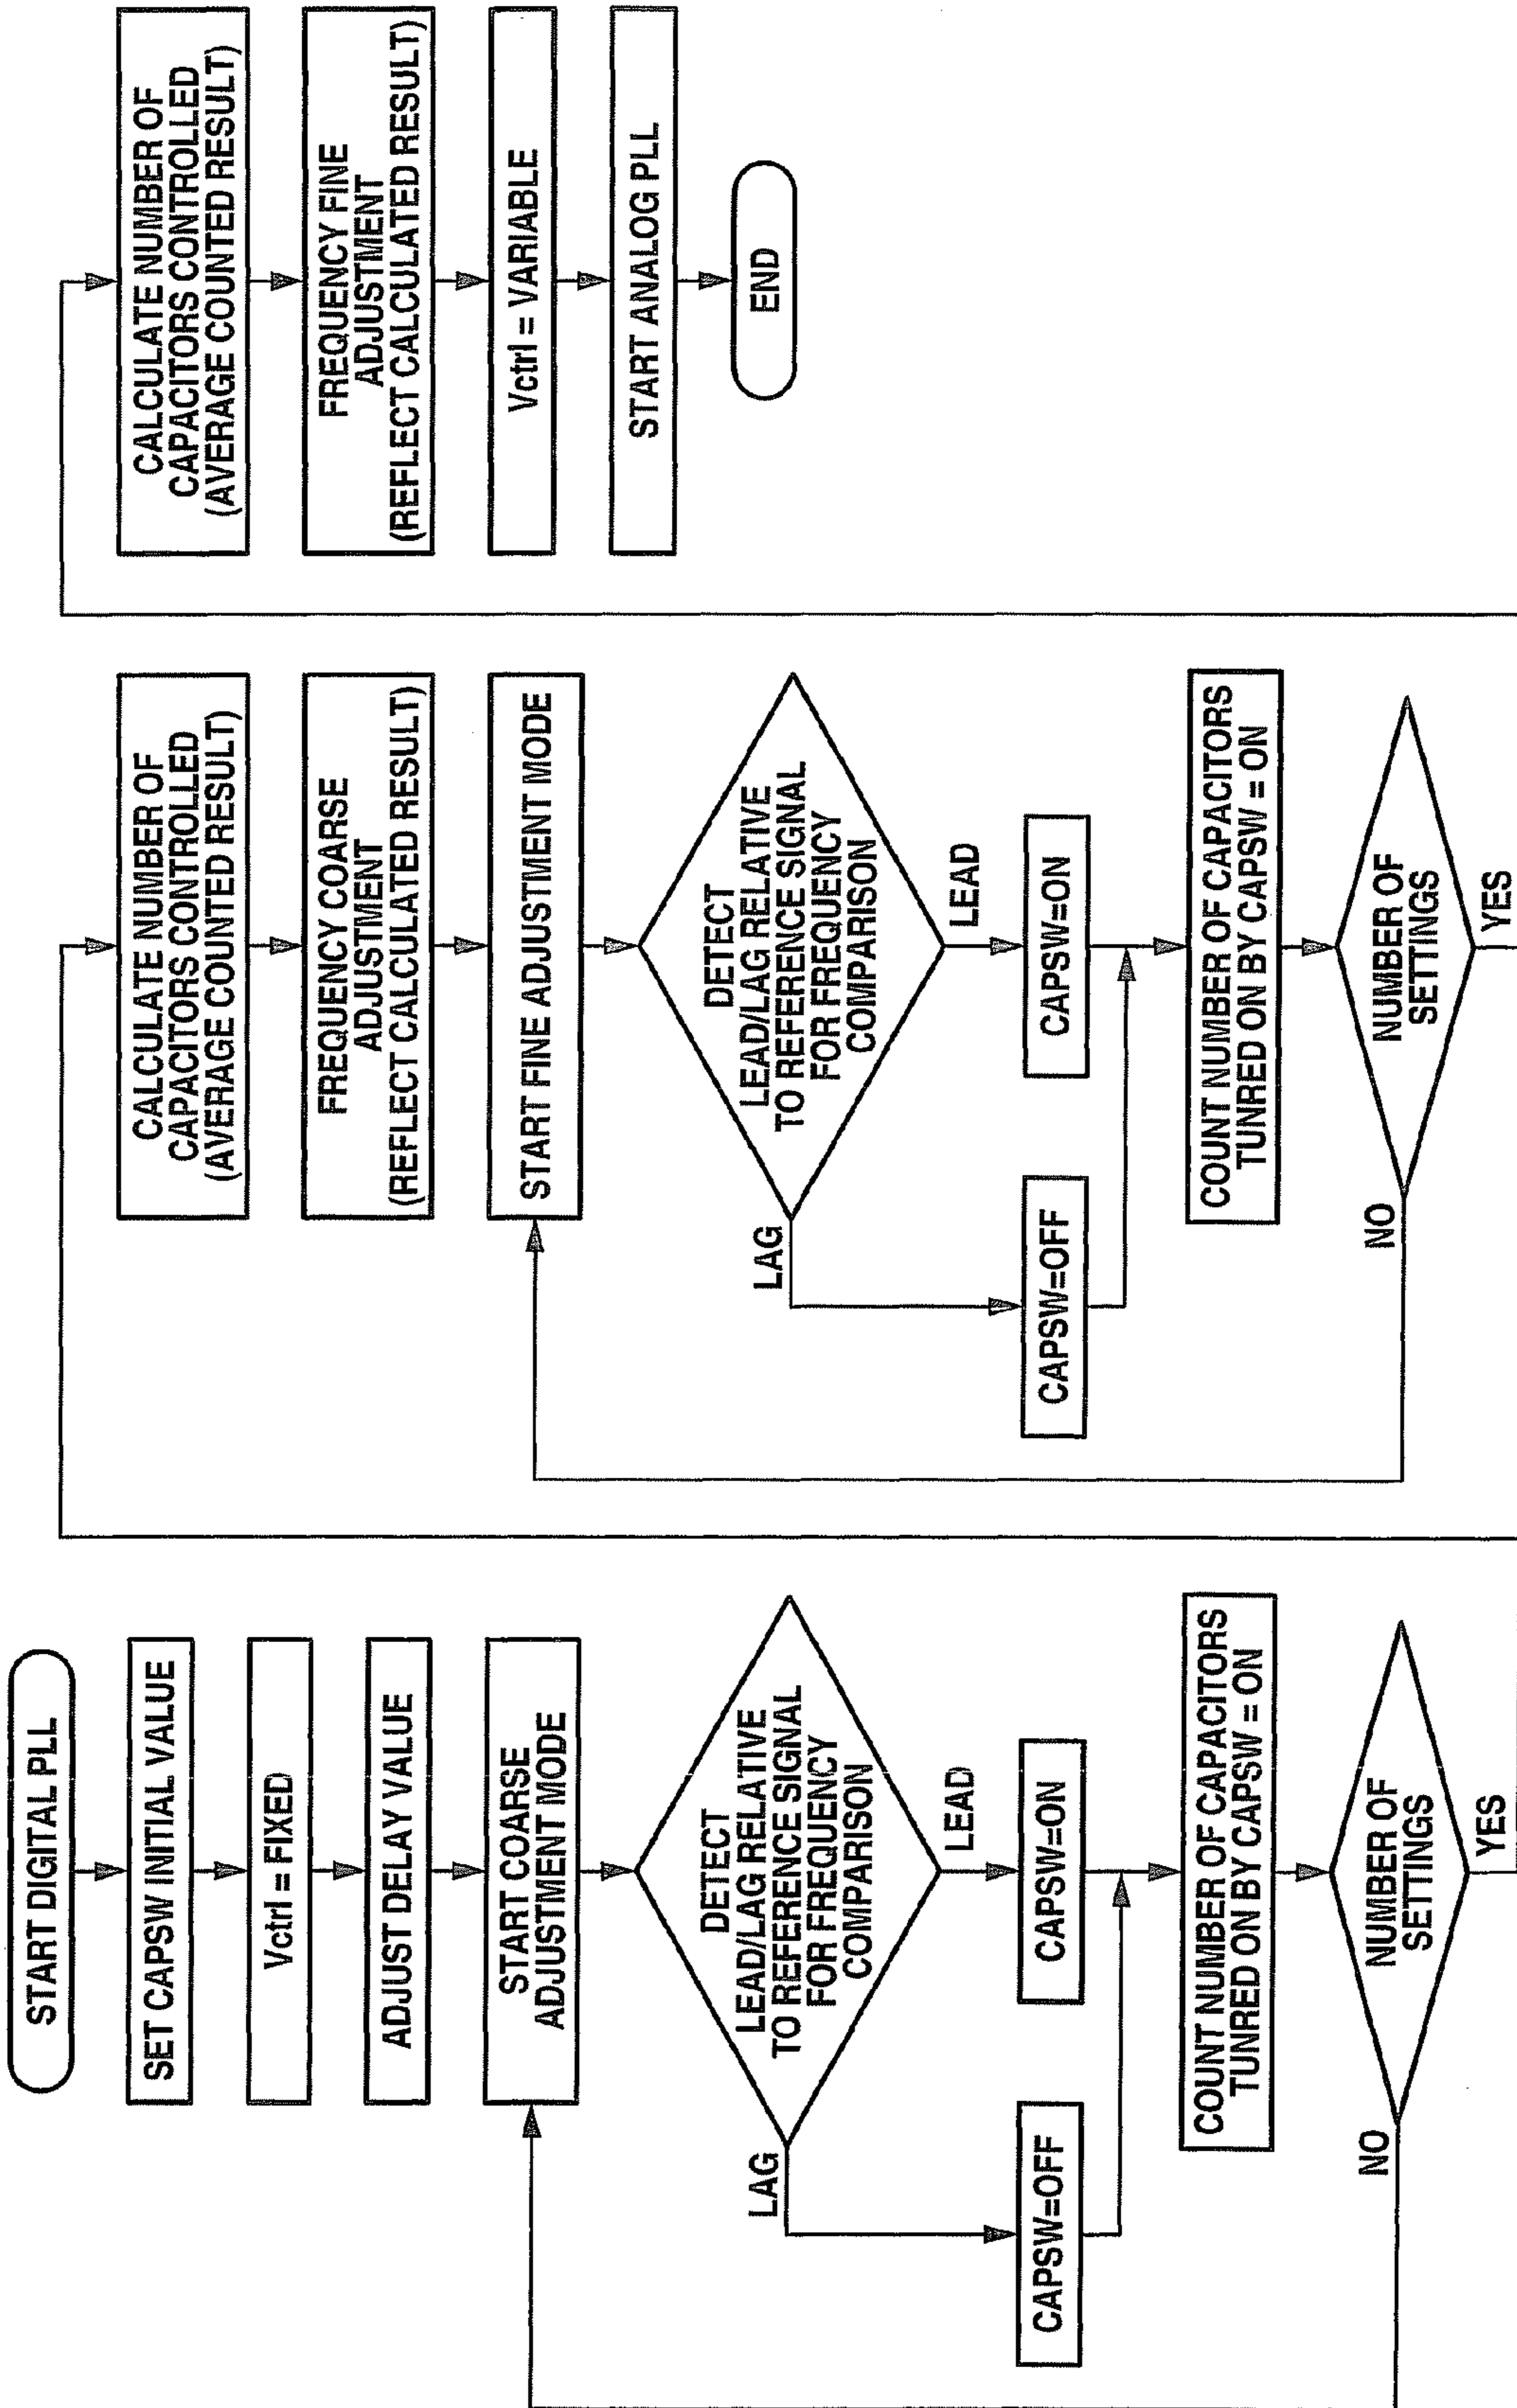 START DIGITAL PLL
SET CAPSW INITIAL VALUE
Vctrl = FIXED
ADJUST DELAY VALUE
START COARSE
ADJUSTMENT MODE
DETECT
LEAD/LAG RELATIVE
TO REFERENCE SIGNAL
FOR FREQUENCY
COMPARISON
LAG
LEAD
CAPSW=OFF
CAPSW=ON
COUNT NUMBER OF CAPACITORS
TUNRED ON BY CAPSW = ON
NUMBER OF
SETTINGS
NO
YES
CALCULATE NUMBER OF
CAPACITORS CONTROLLED
(AVERAGE COUNTED RESULT)
FREQUENCY COARSE
ADJUSTMENT
(REFLECT CALCULATED RESULT)
START FINE ADJUSTMENT MODE
DETECT
LEAD/LAG RELATIVE
TO REFERENCE SIGNAL
FOR FREQUENCY
COMPARISON
LAG
LEAD
CAPSW=OFF
CAPSW=ON
COUNT NUMBER OF CAPACITORS
TUNRED ON BY CAPSW = ON
NUMBER OF
SETTINGS
NO
YES
CALCULATE NUMBER OF
CAPACITORS CONTROLLED
(AVERAGE COUNTED RESULT)
FREQUENCY FINE
ADJUSTMENT
(REFLECT CALCULATED RESULT)
Vctrl = VARIABLE
START ANALOG PLL
END